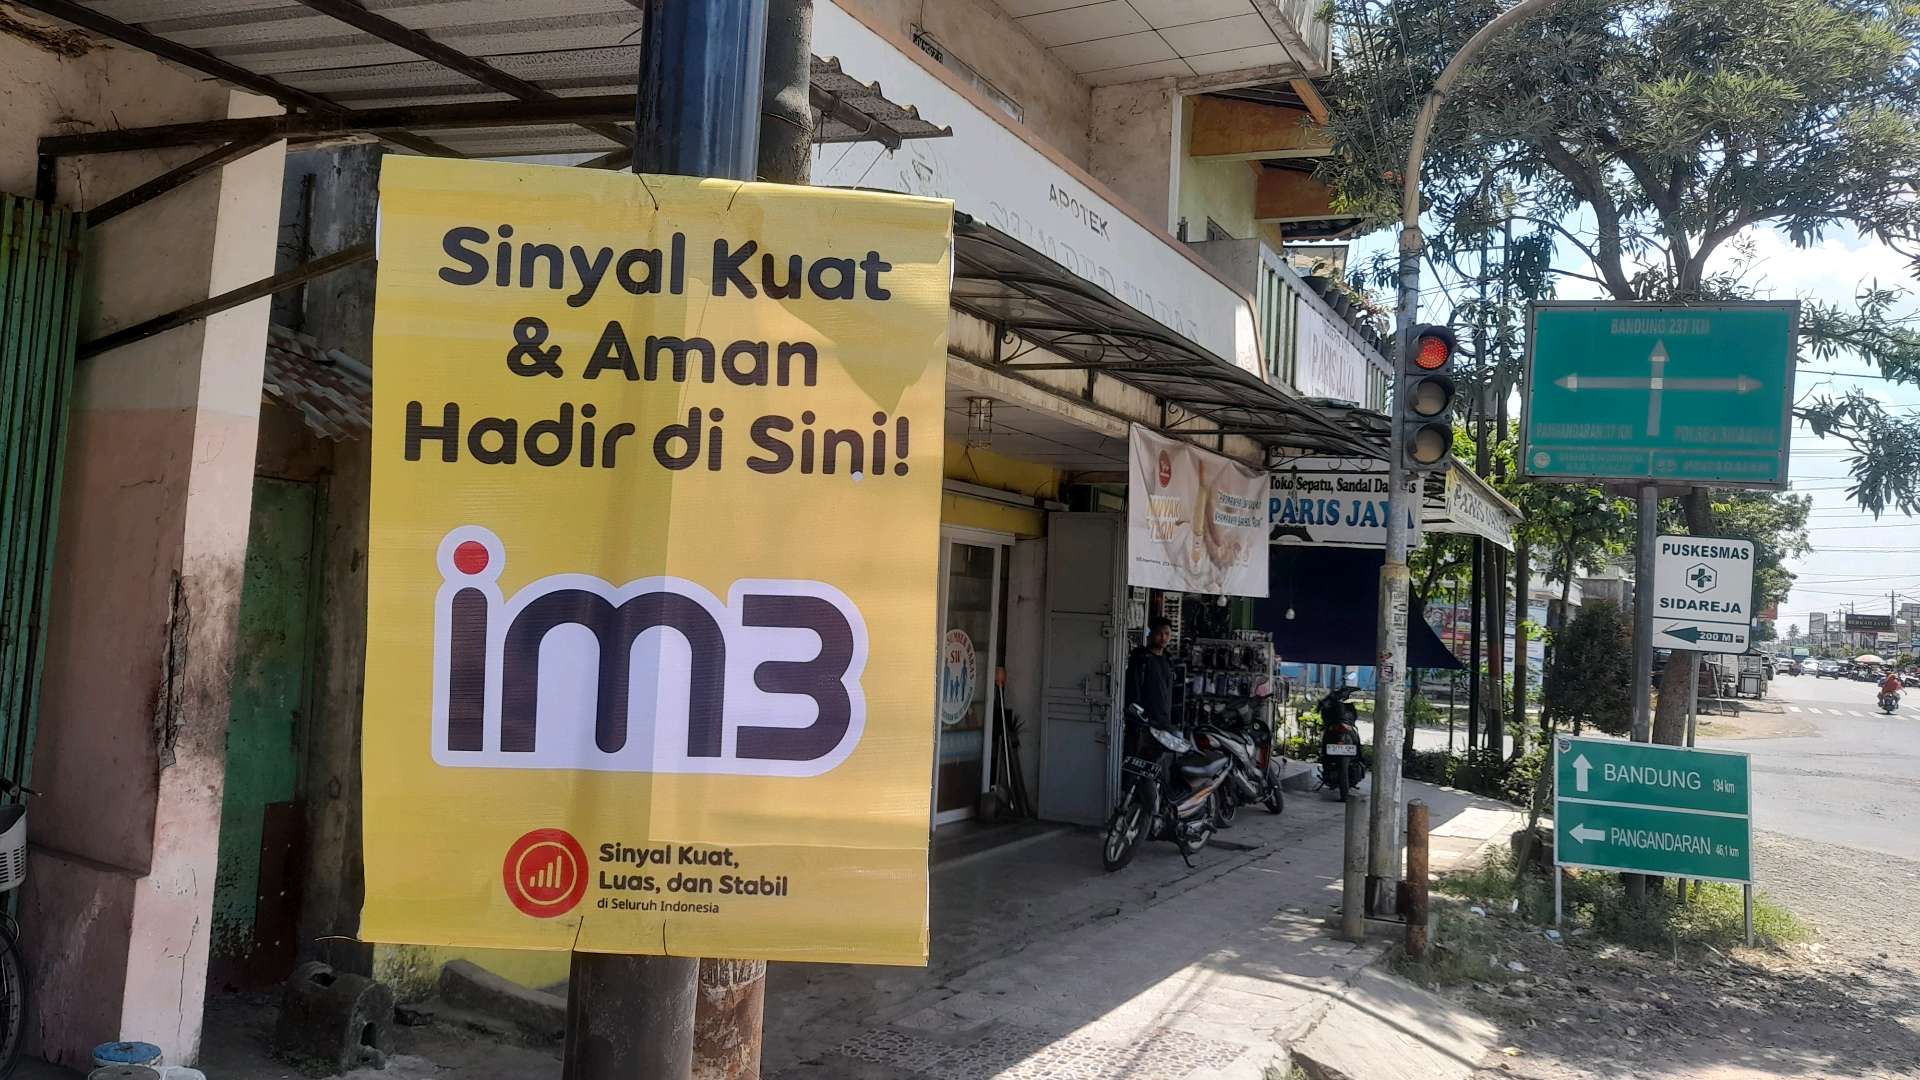 Sinyal Kuat
& Aman
Hadir di Sini!
im3
Sinyal Kuat,
Luas, dan Stabil
di Seluruh Indonesia
APOTEK
Toko Sepatu, Sandal
PARIS JAYA
BANDUNG 237 KM
PUSKESMAS
SIDAREJA
200 M
BANDUNG 194 km
PANGANDARAN 46,1 km